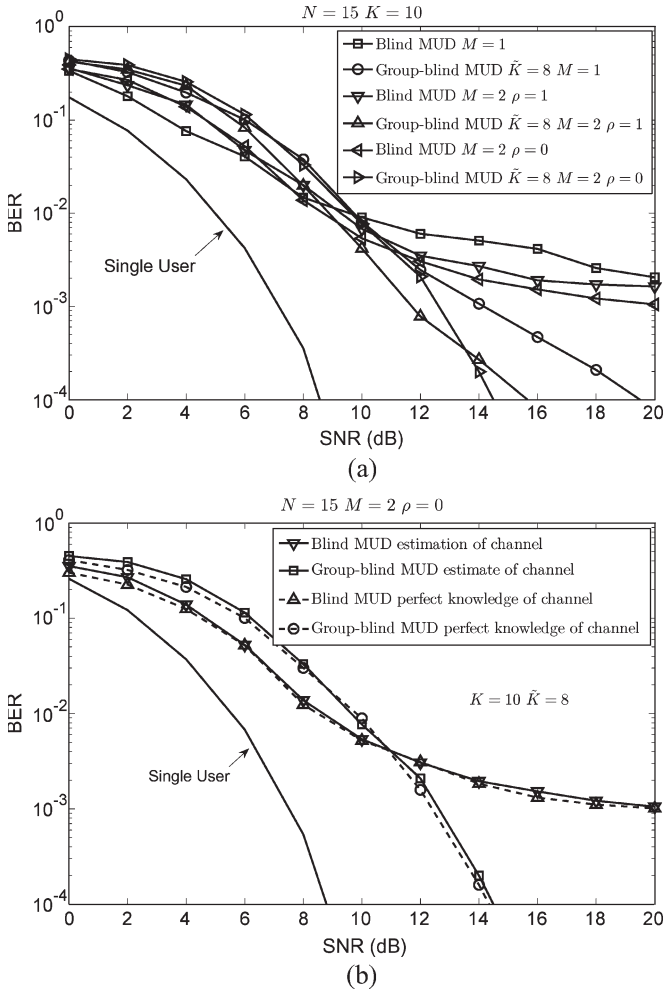 N = 15 K = 10
10^0
10^-1
10^-2
10^-3
10^-4
BER
Blind MUD M = 1
Group-blind MUD K̃ = 8 M = 1
Blind MUD M = 2 ρ = 1
Group-blind MUD K̃ = 8 M = 2 ρ = 1
Blind MUD M = 2 ρ = 0
Group-blind MUD K̃ = 8 M = 2 ρ = 0
Single User
0 2 4 6 8 10 12 14 16 18 20
SNR (dB)
(a)
N = 15 M = 2 ρ = 0
10^0
10^-1
10^-2
10^-3
10^-4
BER
Blind MUD estimation of channel
Group-blind MUD estimate of channel
Blind MUD perfect knowledge of channel
Group-blind MUD perfect knowledge of channel
K = 10 K̃ = 8
Single User
0 2 4 6 8 10 12 14 16 18 20
SNR (dB)
(b)